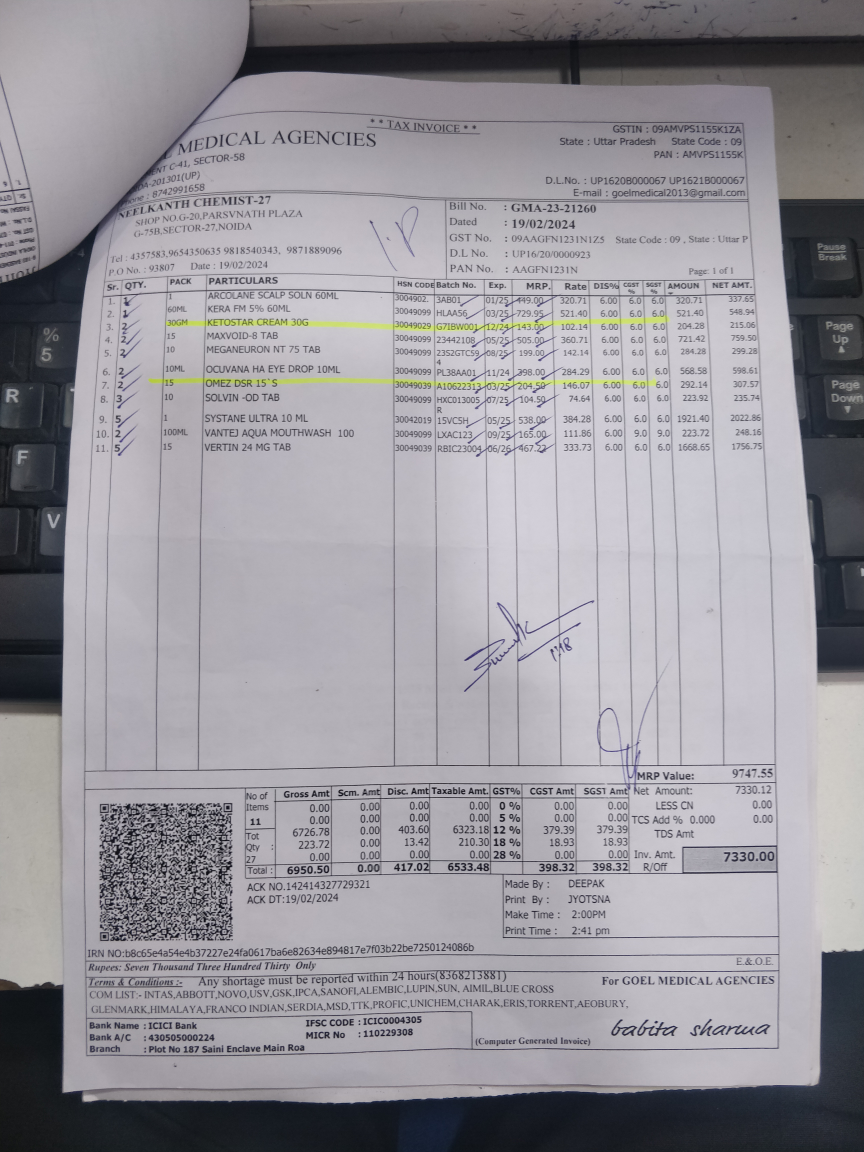 ** TAX INVOICE **
MEDICAL AGENCIES
C-41, SECTOR-58
201301(UP)
8742991658
GSTIN : 09AMVPS1155K1ZA
State : Uttar Pradesh State Code : 09
PAN : AMVPS1155K
D.L.No. : UP1620B000067 UP1621B000067
E-mail : goelmedical2013@gmail.com
NEELKANTH CHEMIST-27
SHOP NO.G-20,PARSVNATH PLAZA
G-75B,SECTOR-27,NOIDA
Tel : 4357583,9654350635 9818540343, 9871889096
P.O No. : 93807 Date : 19/02/2024
Bill No. : GMA-23-21260
Dated : 19/02/2024
GST No. : 09AAGFN1231N1Z5 State Code : 09 , State : Uttar P
D.L No. : UP16/20/0000923
PAN No. : AAGFN1231N Page: 1 of 1
Sr. QTY. PACK PARTICULARS HSN CODE Batch No. Exp. MRP. Rate DIS% CGST % SGST % AMOUN NET AMT.
1. 1 1 ARCOLANE SCALP SOLN 60ML 3004902. 3AB01 01/25 449.00 320.71 6.00 6.0 6.0 320.71 337.65
2. 1 60ML KERA FM 5% 60ML 30049099 HLAA56 03/25 729.95 521.40 6.00 6.0 6.0 521.40 548.94
3. 2 30GM KETOSTAR CREAM 30G 30049029 G7IBW001 12/24 143.00 102.14 6.00 6.0 6.0 204.28 215.06
4. 2 15 MAXVOID-8 TAB 30049099 23442108 05/25 505.00 360.71 6.00 6.0 6.0 721.42 759.50
5. 2 10 MEGANEURON NT 75 TAB 30049099 2352GTC59 08/25 199.00 142.14 6.00 6.0 6.0 284.28 299.28
4
6. 2 10ML OCUVANA HA EYE DROP 10ML 30049099 PL38AA01 11/24 398.00 284.29 6.00 6.0 6.0 568.58 598.61
7. 2 15 OMEZ DSR 15`S 30049039 A10622313 03/25 204.50 146.07 6.00 6.0 6.0 292.14 307.57
8. 3 10 SOLVIN -OD TAB 30049099 HXC013005 07/25 104.50 74.64 6.00 6.0 6.0 223.92 235.74
R
9. 5 1 SYSTANE ULTRA 10 ML 30042019 15VC5H 05/25 538.00 384.28 6.00 6.0 6.0 1921.40 2022.86
10. 2 100ML VANTEJ AQUA MOUTHWASH 100 30049099 LXAC123 09/25 165.00 111.86 6.00 9.0 9.0 223.72 248.16
11. 5 15 VERTIN 24 MG TAB 30049039 RBIC23004 06/26 467.22 333.73 6.00 6.0 6.0 1668.65 1756.75
MRP Value: 9747.55
No of Items 11 Tot Qty : 27
Gross Amt Scm. Amt Disc. Amt Taxable Amt. GST% CGST Amt SGST Amt
0.00 0.00 0.00 0.00 0 % 0.00 0.00
0.00 0.00 0.00 0.00 5 % 0.00 0.00
6726.78 0.00 403.60 6323.18 12 % 379.39 379.39
223.72 0.00 13.42 210.30 18 % 18.93 18.93
0.00 0.00 0.00 0.00 28 % 0.00 0.00
Total : 6950.50 0.00 417.02 6533.48 398.32 398.32
Net Amount: 7330.12
LESS CN 0.00
TCS Add % 0.000 0.00
TDS Amt
Inv. Amt. 7330.00
R/Off
ACK NO.142414327729321
ACK DT:19/02/2024
Made By : DEEPAK
Print By : JYOTSNA
Make Time : 2:00PM
Print Time : 2:41 pm
IRN NO:b8c65e4a54e4b37227e24fa0617ba6e82634e894817e7f03b22be7250124086b
E.&O.E.
Rupees: Seven Thousand Three Hundred Thirty Only
Terms & Conditions :- Any shortage must be reported within 24 hours(8368213881)
For GOEL MEDICAL AGENCIES
COM LIST:- INTAS,ABBOTT,NOVO,USV,GSK,IPCA,SANOFI,ALEMBIC,LUPIN,SUN, AIMIL,BLUE CROSS
GLENMARK,HIMALAYA,FRANCO INDIAN,SERDIA,MSD,TTK,PROFIC,UNICHEM,CHARAK,ERIS,TORRENT,AEOBURY,
Bank Name : ICICI Bank IFSC CODE : ICIC0004305
Bank A/C : 430505000224 MICR No : 110229308
Branch : Plot No 187 Saini Enclave Main Roa
(Computer Generated Invoice)
babita sharma
Pause Break
Page Up
Page Down
%
5
R
F
V